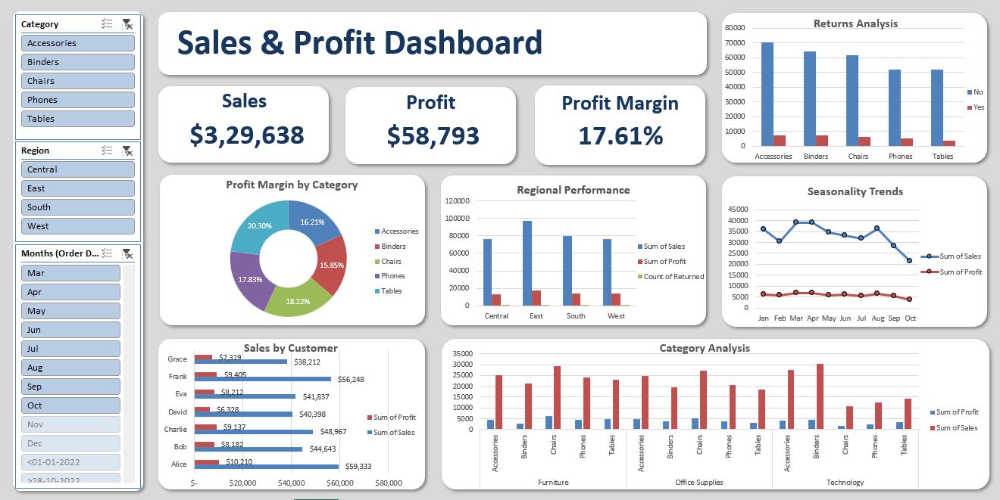 Category
Accessories
Binders
Chairs
Phones
Tables
Region
Central
East
South
West
Months (Order D...
Mar
Apr
May
Jun
Jul
Aug
Sep
Oct
Nov
Dec
<01-01-2022
>28-10-2022
Sales & Profit Dashboard
Sales
$3,29,638
Profit
$58,793
Profit Margin
17.61%
Returns Analysis
80000
70000
60000
50000
40000
30000
20000
10000
0
Accessories Binders Chairs Phones Tables
No
Yes
Profit Margin by Category
20.30%
16.21%
15.85%
17.83%
18.22%
Accessories
Binders
Chairs
Phones
Tables
Regional Performance
120000
100000
80000
60000
40000
20000
0
Central East South West
Sum of Sales
Sum of Profit
Count of Returned
Seasonality Trends
45000
40000
35000
30000
25000
20000
15000
10000
5000
0
Jan Feb Mar Apr May Jun Jul Aug Sep Oct
Sum of Sales
Sum of Profit
Sales by Customer
Grace $7,319 $38,212
Frank $9,405 $56,248
Eva $8,212 $41,837
David $6,328 $40,398
Charlie $9,137 $48,967
Bob $8,182 $44,643
Alice $10,210 $59,333
$- $20,000 $40,000 $60,000 $80,000
Sum of Profit
Sum of Sales
Category Analysis
35000
30000
25000
20000
15000
10000
5000
0
Accessories Binders Chairs Phones Tables Accessories Binders Chairs Phones Tables Accessories Binders Chairs Phones Tables
Furniture Office Supplies Technology
Sum of Profit
Sum of Sales